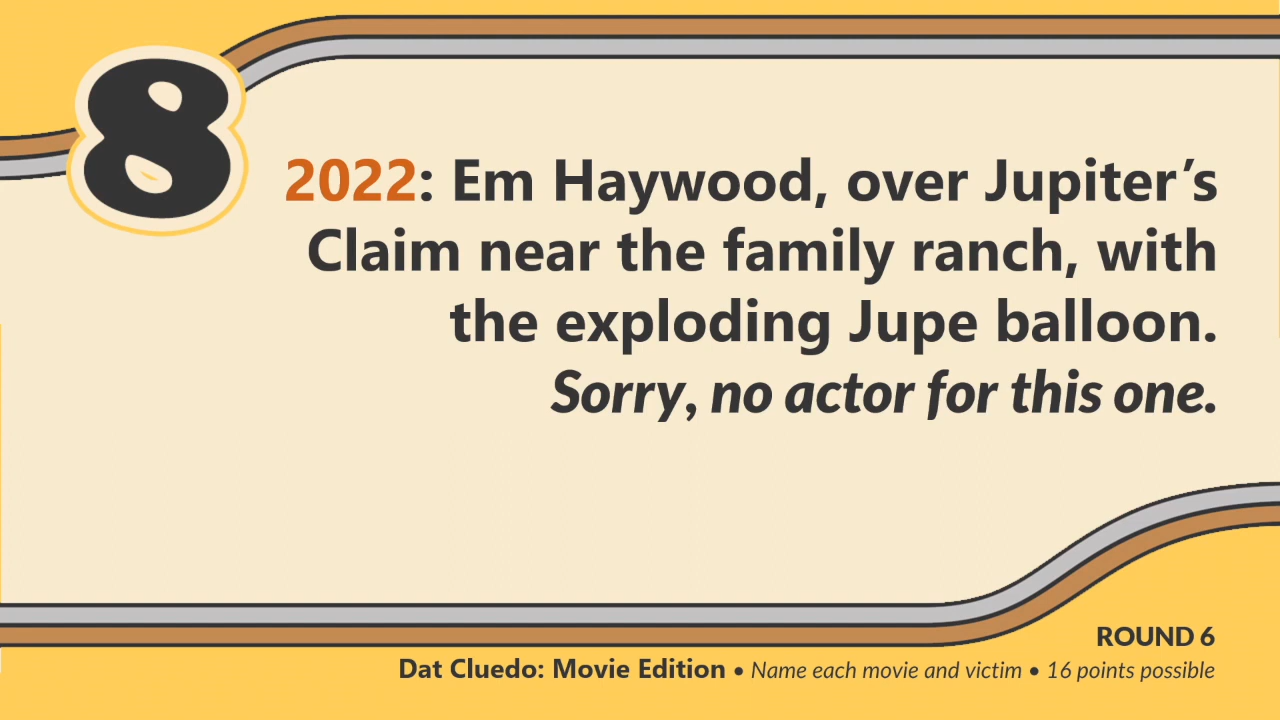 8
2022: Em Haywood, over Jupiter’s
Claim near the family ranch, with
the exploding Jupe balloon.
Sorry, no actor for this one.
ROUND 6
Dat Cluedo: Movie Edition • Name each movie and victim • 16 points possible